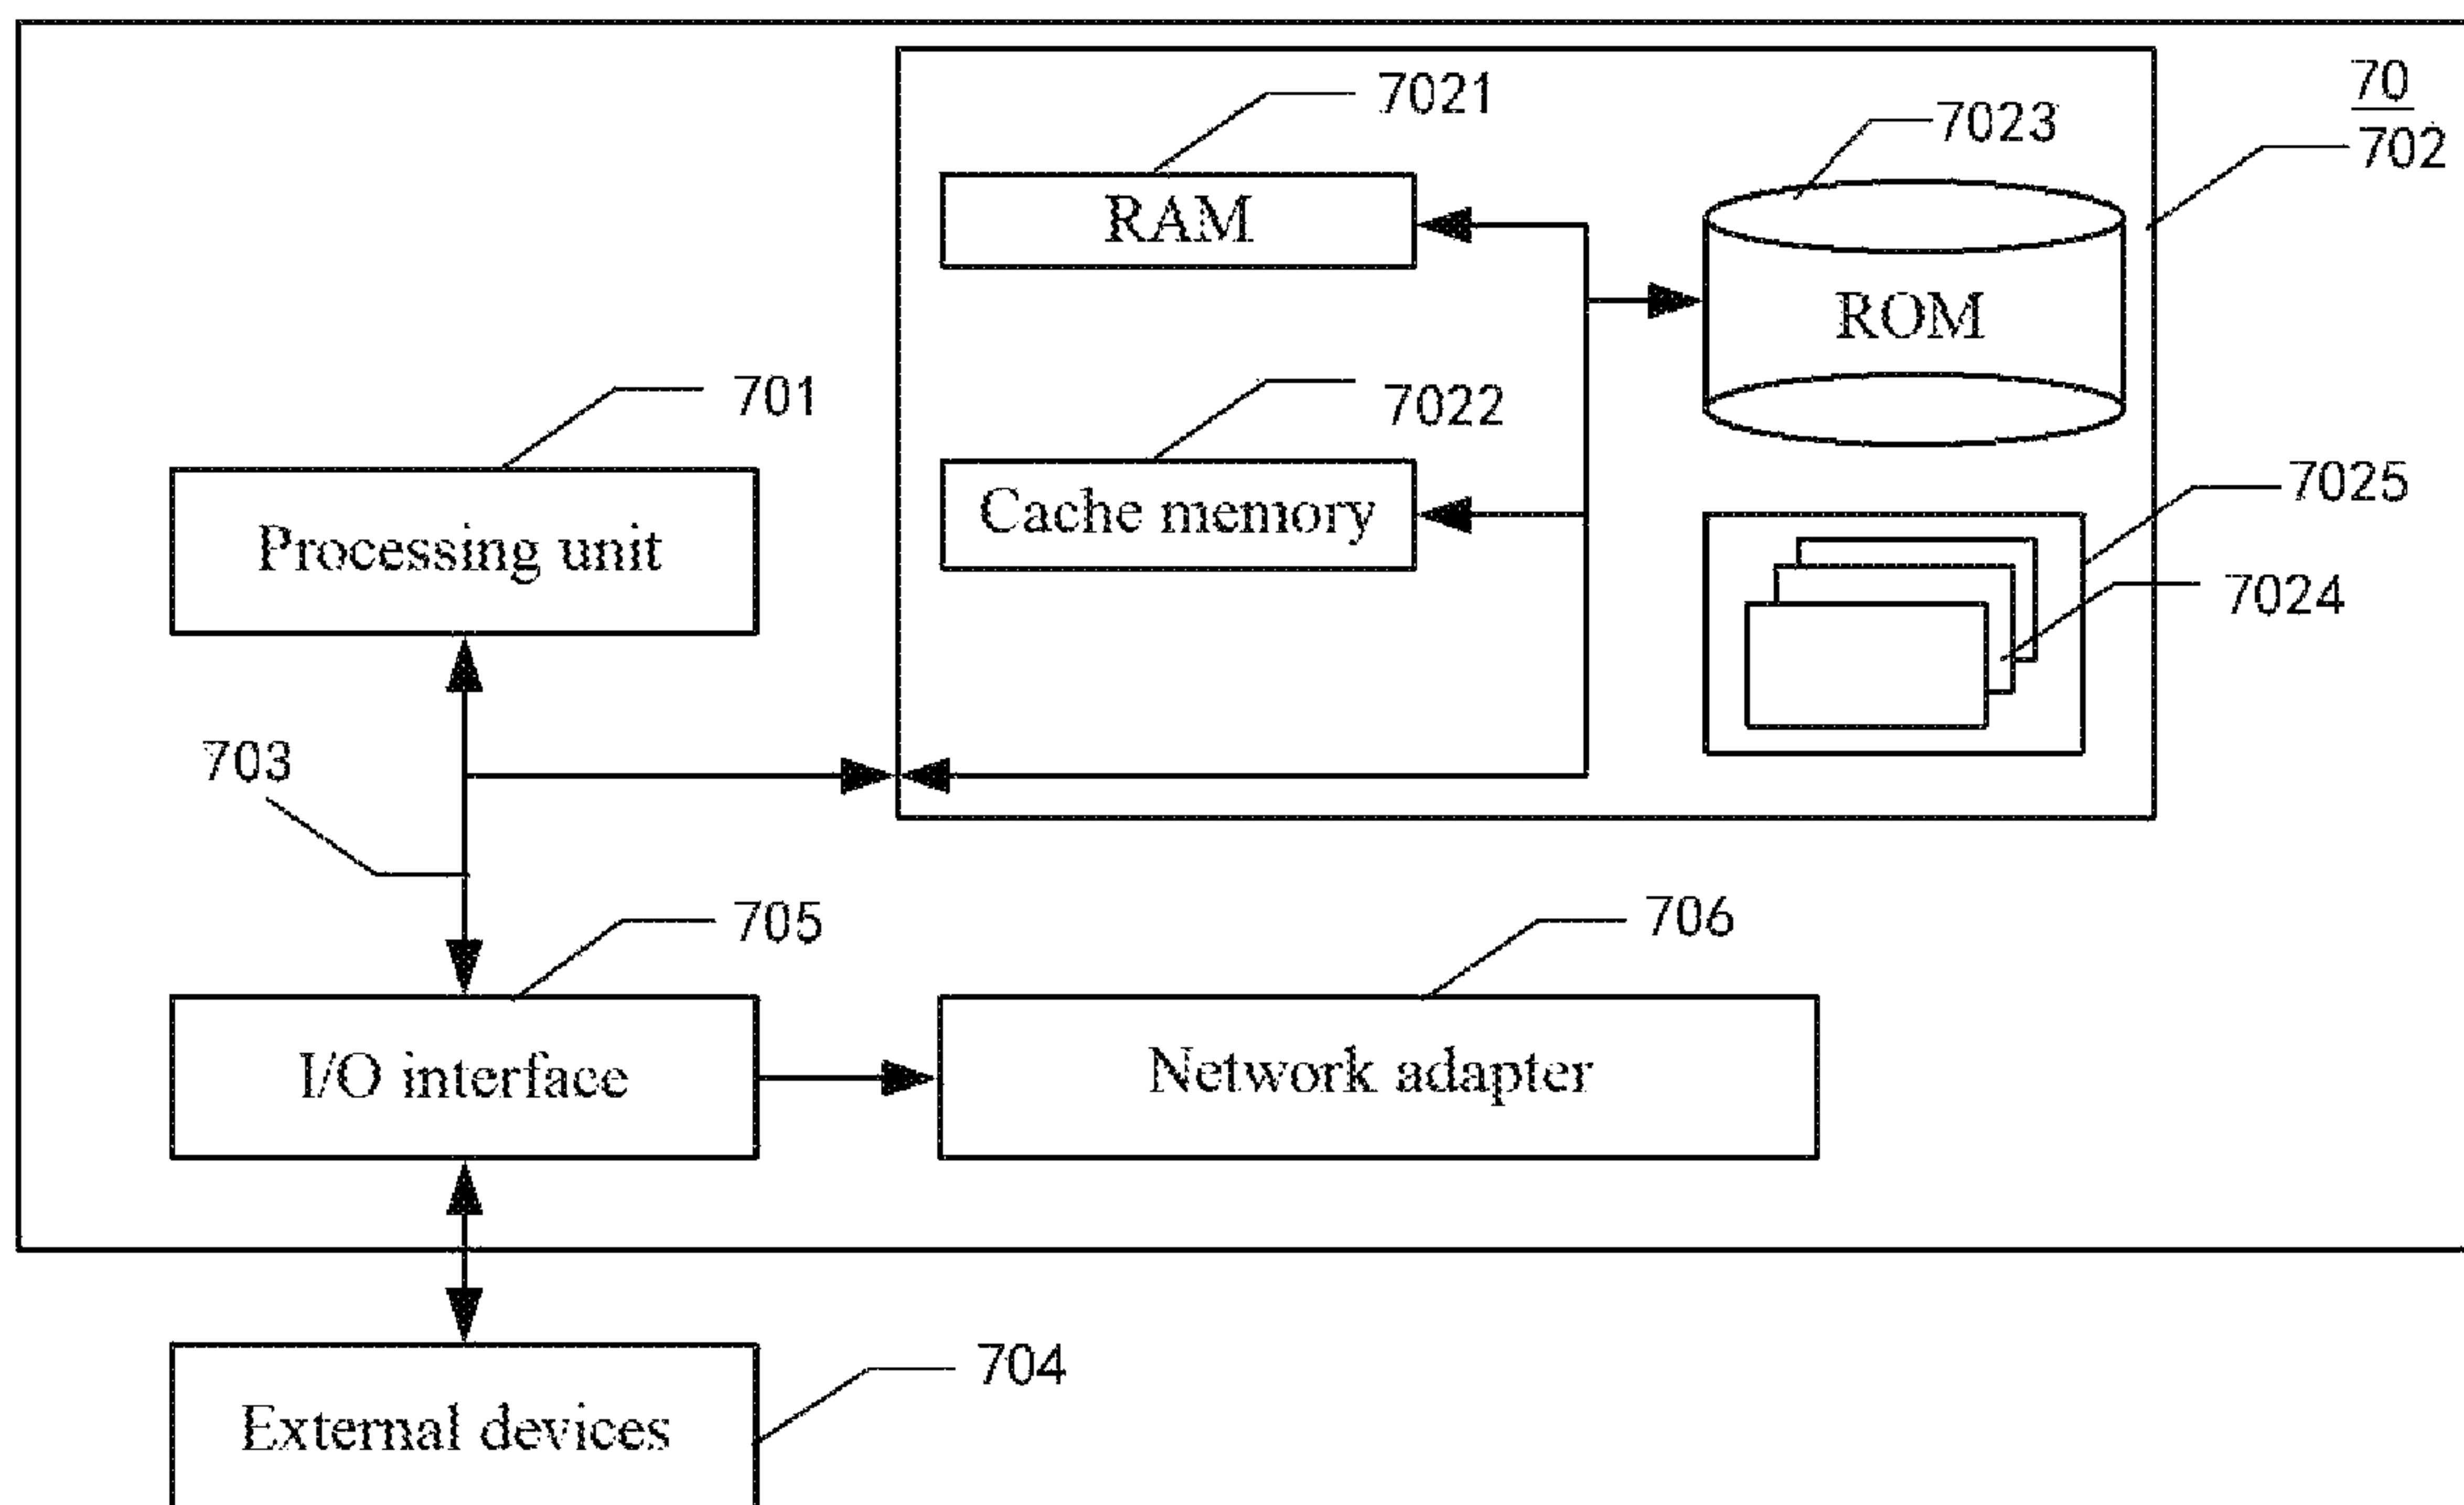 70
7021
7023
702
RAM
ROM
701
7022
7025
Processing unit
Cache memory
7024
703
705
706
I/O interface
Network adapter
704
External devices